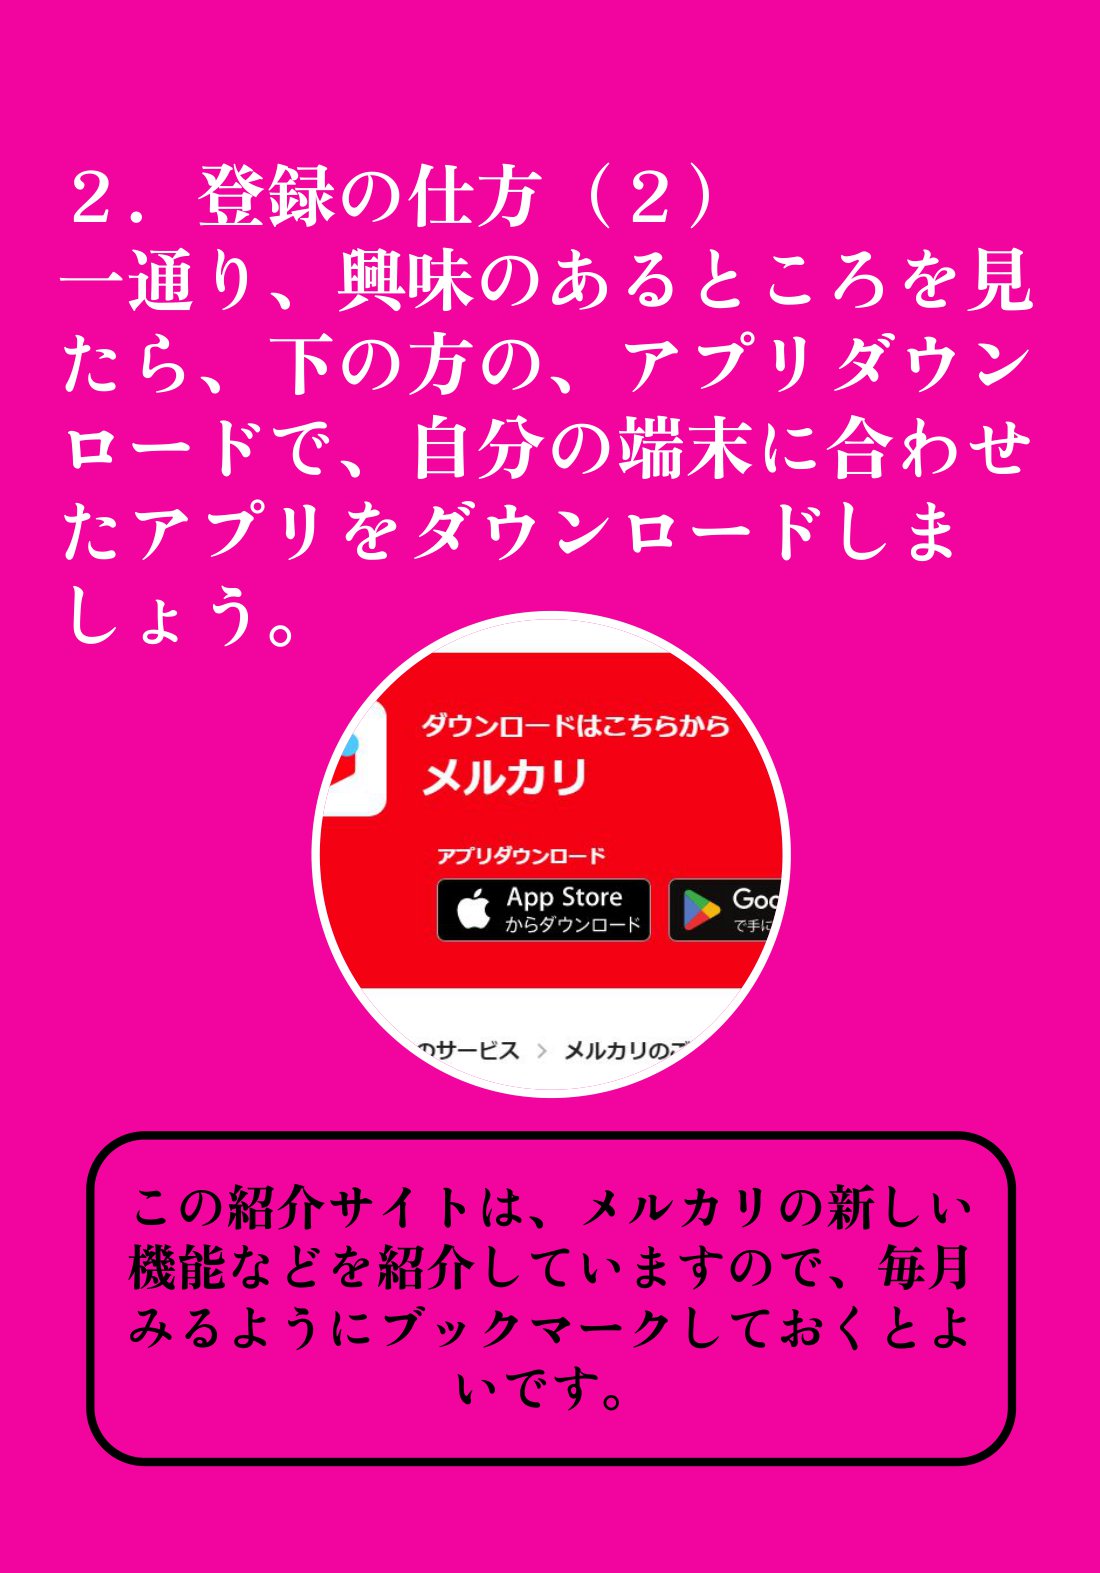 ２．登録の仕方（２）
一通り、興味のあるところを見
たら、下の方の、アプリダウン
ロードで、自分の端末に合わせ
たアプリをダウンロードしま
しょう。
ダウンロードはこちらから
メルカリ
アプリダウンロード
App Store
からダウンロード
Goo
で手に
のサービス > メルカリのご
この紹介サイトは、メルカリの新しい
機能などを紹介していますので、毎月
みるようにブックマークしておくとよ
いです。